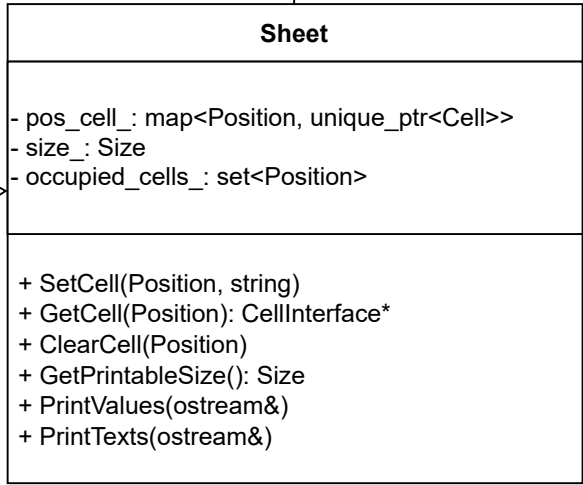 Sheet
- pos_cell_: map<Position, unique_ptr<Cell>>
- size_: Size
- occupied_cells_: set<Position>
+ SetCell(Position, string)
+ GetCell(Position): CellInterface*
+ ClearCell(Position)
+ GetPrintableSize(): Size
+ PrintValues(ostream&)
+ PrintTexts(ostream&)